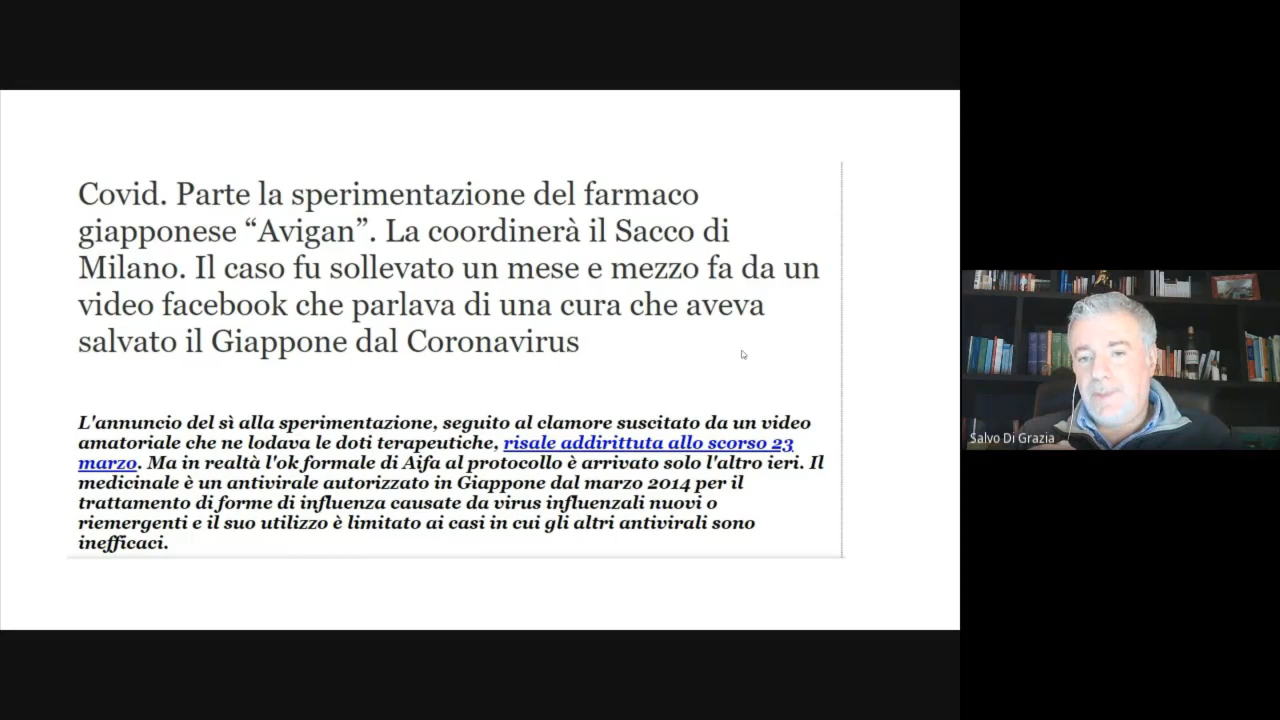 Covid. Parte la sperimentazione del farmaco
giapponese “Avigan”. La coordinerà il Sacco di
Milano. Il caso fu sollevato un mese e mezzo fa da un
video facebook che parlava di una cura che aveva
salvato il Giappone dal Coronavirus
L'annuncio del sì alla sperimentazione, seguito al clamore suscitato da un video
amatoriale che ne lodava le doti terapeutiche, risale addirittuta allo scorso 23
marzo. Ma in realtà l'ok formale di Aifa al protocollo è arrivato solo l'altro ieri. Il
medicinale è un antivirale autorizzato in Giappone dal marzo 2014 per il
trattamento di forme di influenza causate da virus influenzali nuovi o
riemergenti e il suo utilizzo è limitato ai casi in cui gli altri antivirali sono
inefficaci.
Salvo Di Grazia